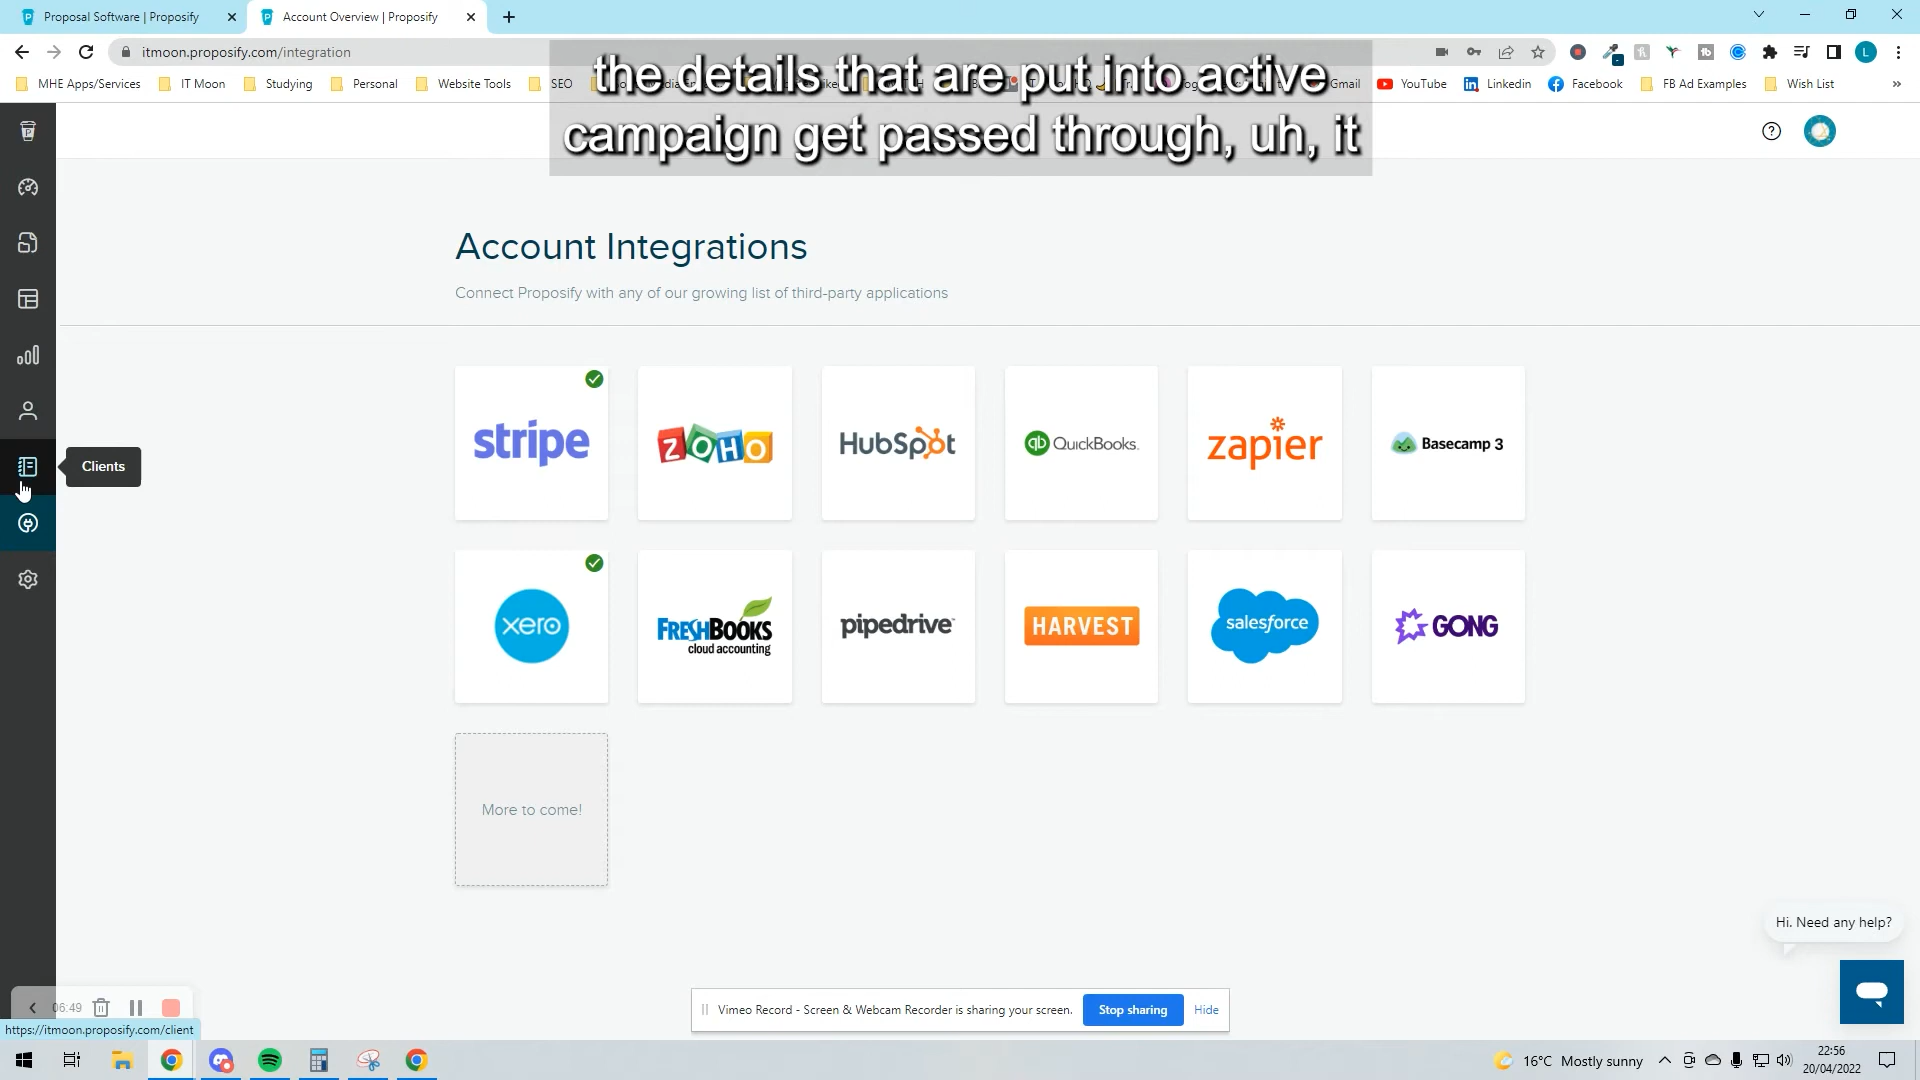 Proposal Software | Proposify
Account Overview | Proposify
itmoon.proposify.com/integration
MHE Apps/Services
IT Moon
Studying
Personal
Website Tools
SEO
Gmail
YouTube
Linkedin
Facebook
FB Ad Examples
Wish List
the details that are put into active
campaign get passed through, uh, it
L
Account Integrations
Connect Proposify with any of our growing list of third-party applications
Clients
stripe
ZOHO
HubSpot
qb QuickBooks.
zapier
Basecamp 3
xero
FRESHBOOKS
cloud accounting
pipedrive
HARVEST
salesforce
GONG
More to come!
Hi. Need any help?
06:49
Vimeo Record - Screen & Webcam Recorder is sharing your screen.
Stop sharing
Hide
https://itmoon.proposify.com/client
16°C Mostly sunny
22:56
20/04/2022